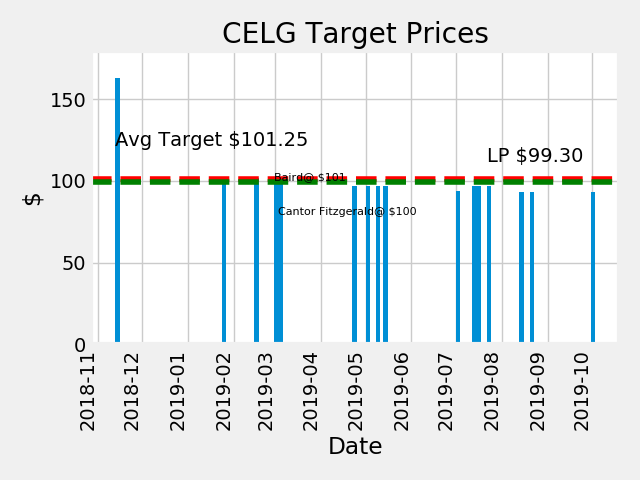 CELG Target Prices
150
Avg Target $101.25
LP $99.30
Baird@ $101
100
Cantor Fitzgerald@ $100
50
0
$
2018-11
2018-12
2019-01
2019-02
2019-03
2019-04
2019-05
2019-06
2019-07
2019-08
2019-09
2019-10
Date